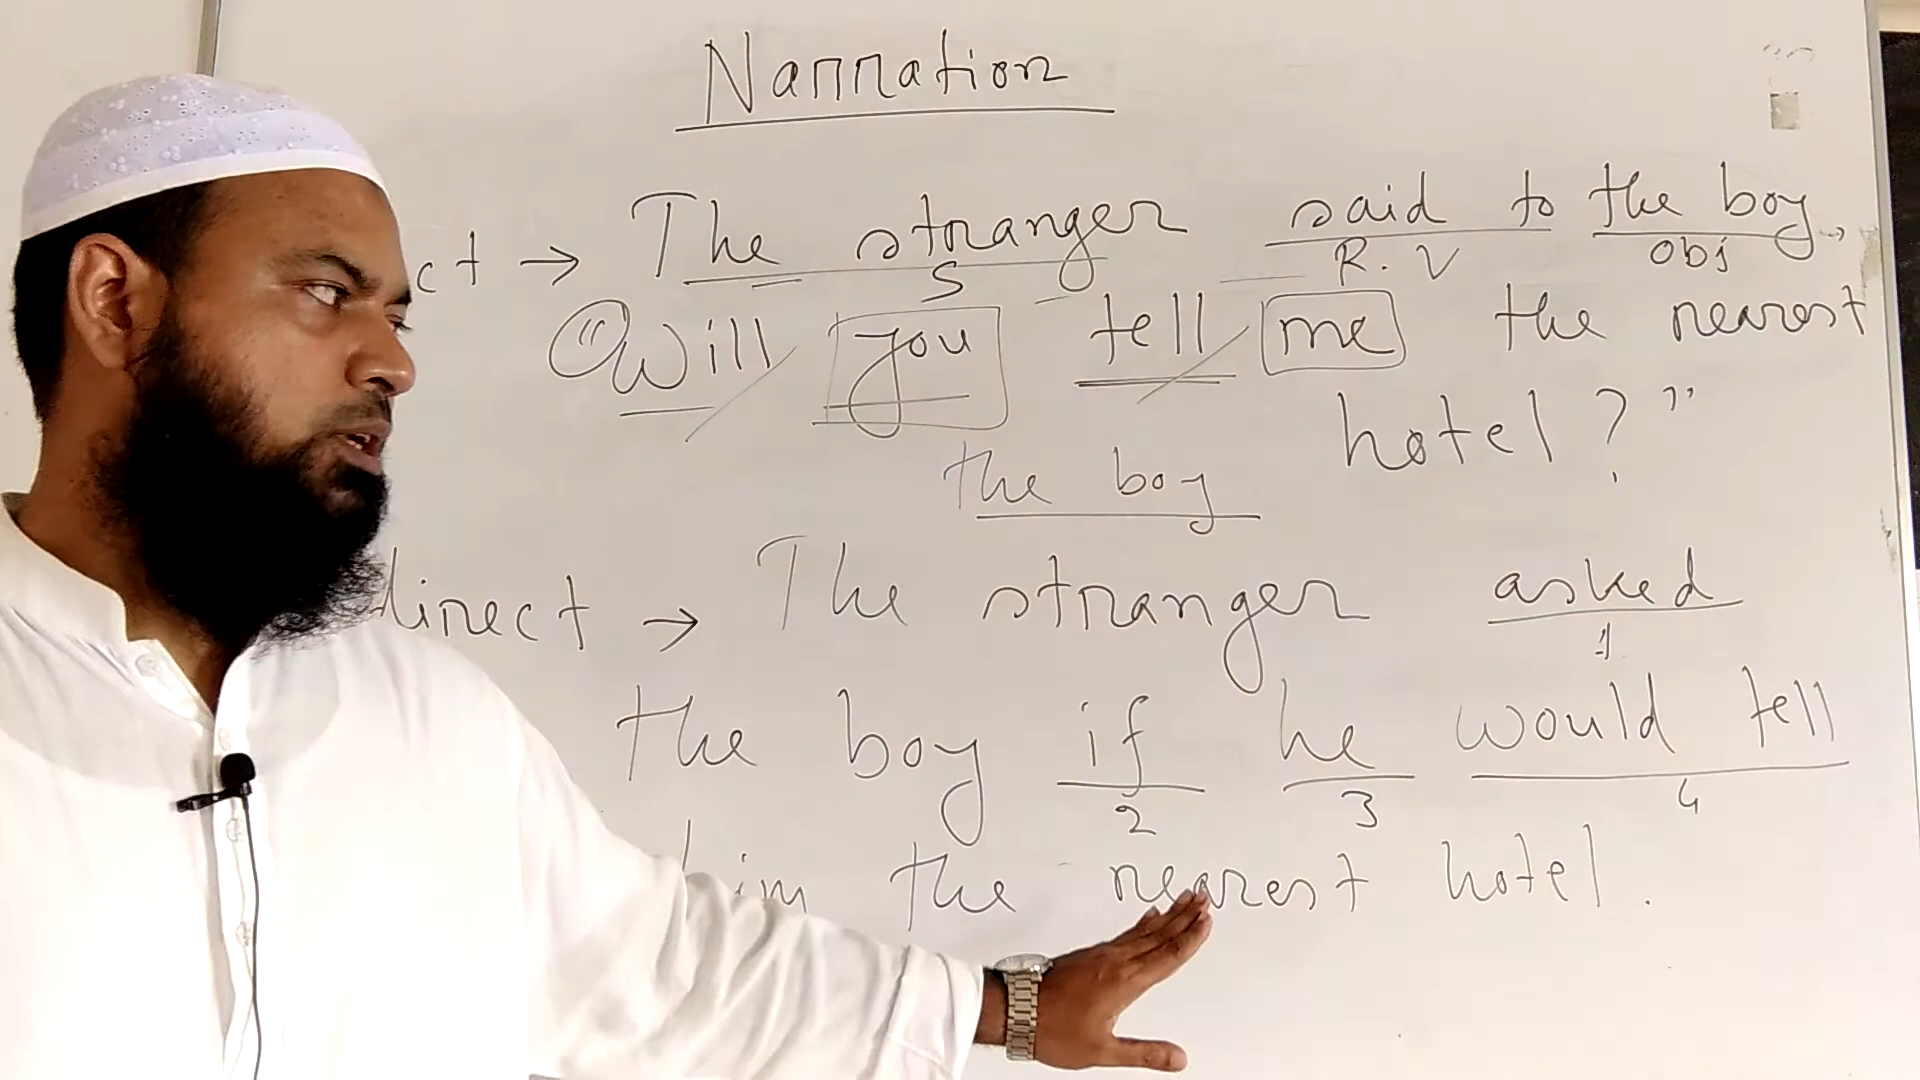 Narration
ct → The stranger said to the boy,
S R.V Obj
"Will you tell me the nearest
hotel?"
the boy
direct → The stranger asked
1
the boy if he would tell
2 3 4
him the nearest hotel.